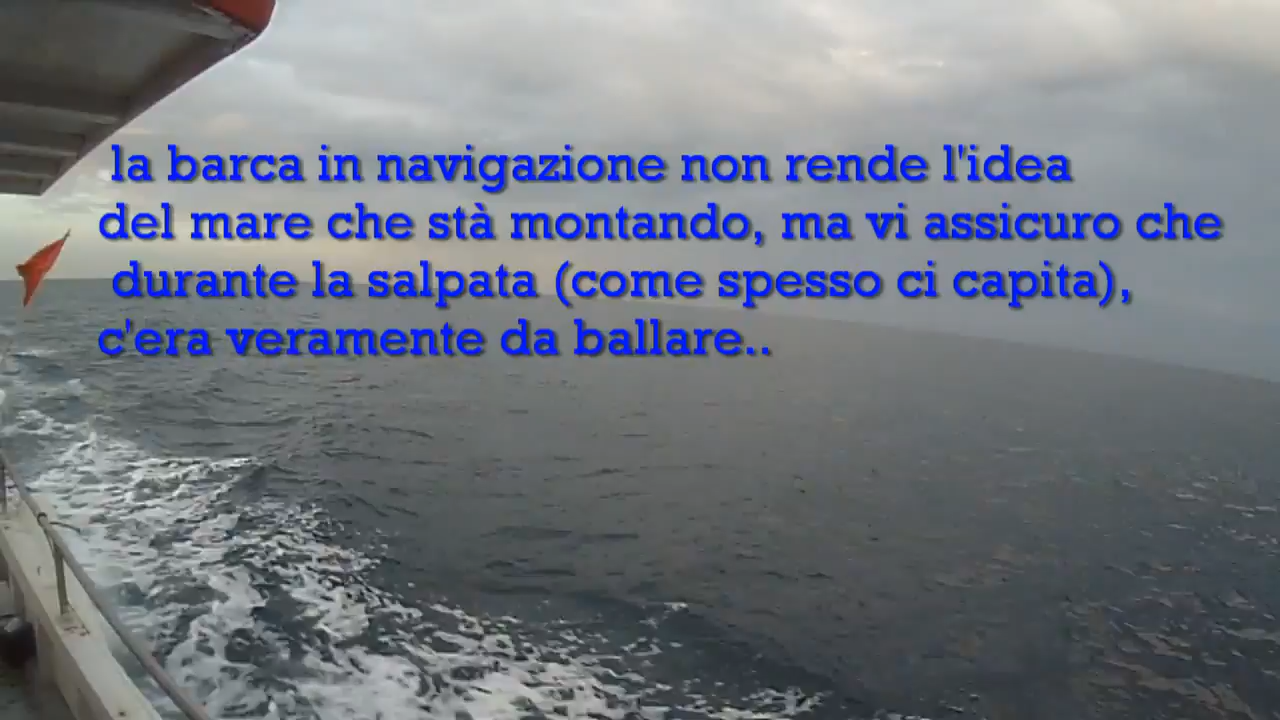 la barca in navigazione non rende l'idea
del mare che stà montando, ma vi assicuro che
durante la salpata (come spesso ci capita),
c'era veramente da ballare..